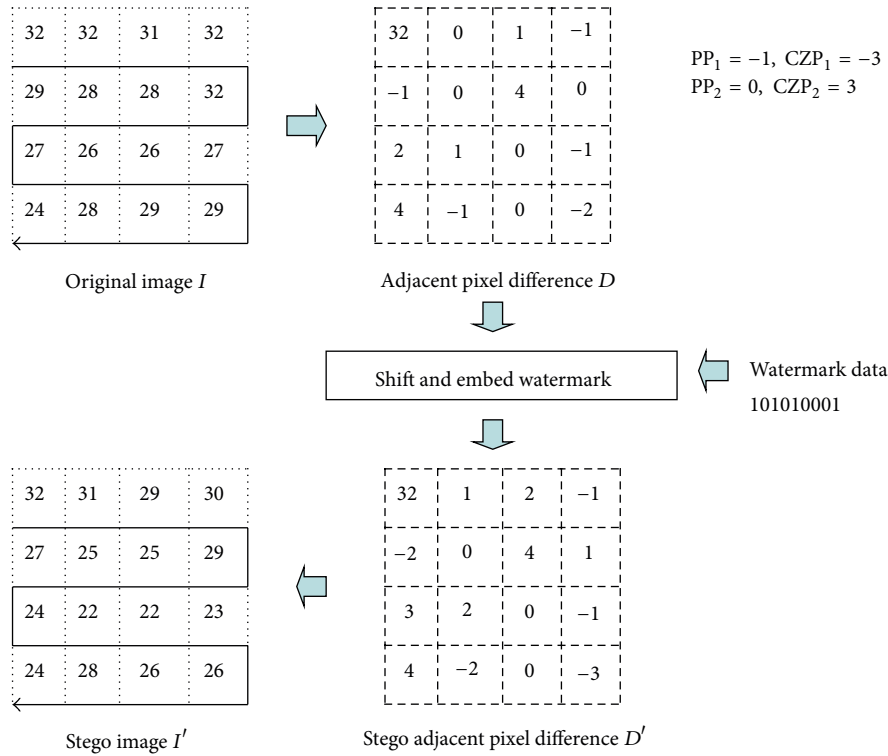 32 32 31 32
29 28 28 32
27 26 26 27
24 28 29 29
Original image I
32 0 1 −1
−1 0 4 0
2 1 0 −1
4 −1 0 −2
Adjacent pixel difference D
PP1 = −1, CZP1 = −3
PP2 = 0, CZP2 = 3
Shift and embed watermark
Watermark data
101010001
32 31 29 30
27 25 25 29
24 22 22 23
24 28 26 26
Stego image I′
32 1 2 −1
−2 0 4 1
3 2 0 −1
4 −2 0 −3
Stego adjacent pixel difference D′